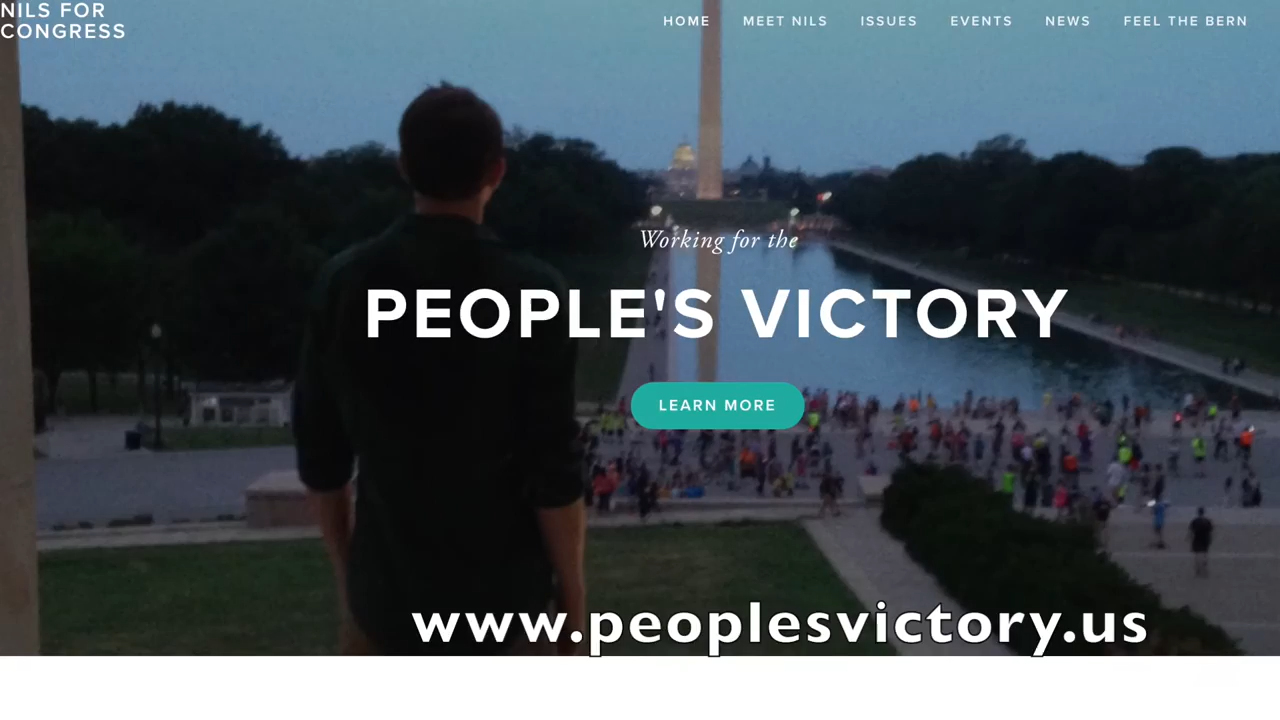 NILS FOR
CONGRESS
HOME MEET NILS ISSUES EVENTS NEWS FEEL THE BERN
Working for the
PEOPLE'S VICTORY
LEARN MORE
www.peoplesvictory.us